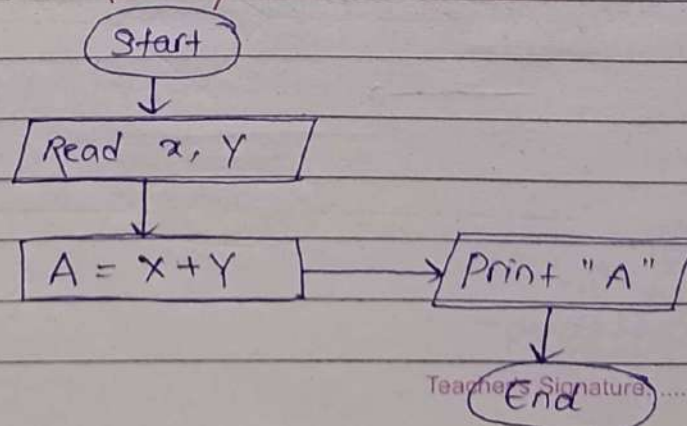 Start
Read x, Y
A = X + Y
Print "A"
Teacher's Signature.....
End